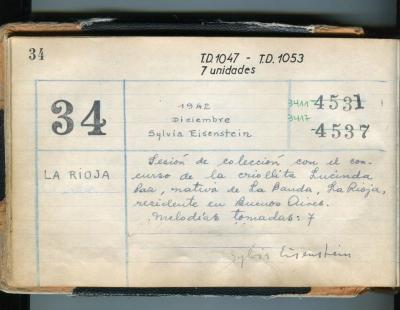 34
T.D.1047 - T.D.1053
7 unidades
34
1942
Diciembre
Sylvia Eisenstein
3411
3417
4531
-4537
LA RIOJA
Sesión de colección con el con-
curso de la criollita Lucinda
Paa, nativa de La Banda, La Rioja,
residente en Buenos Aires.
Melodías tomadas: 7
Sylvia Eisenstein